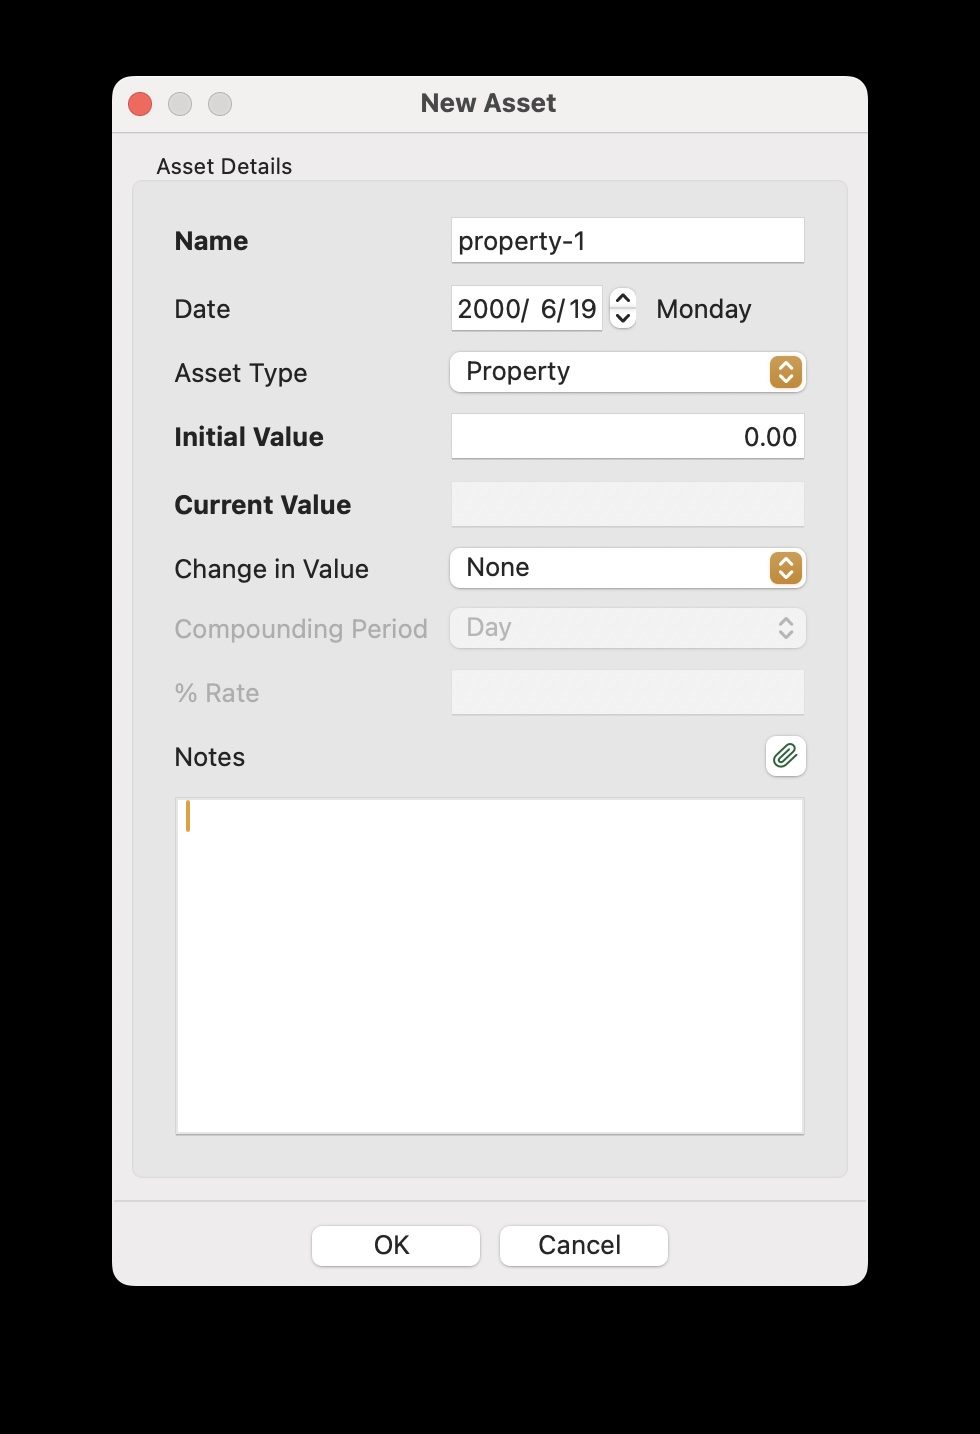 New Asset
Asset Details
Name property-1
Date 2000/ 6/19 Monday
Asset Type Property
Initial Value 0.00
Current Value
Change in Value None
Compounding Period Day
% Rate
Notes
OK Cancel